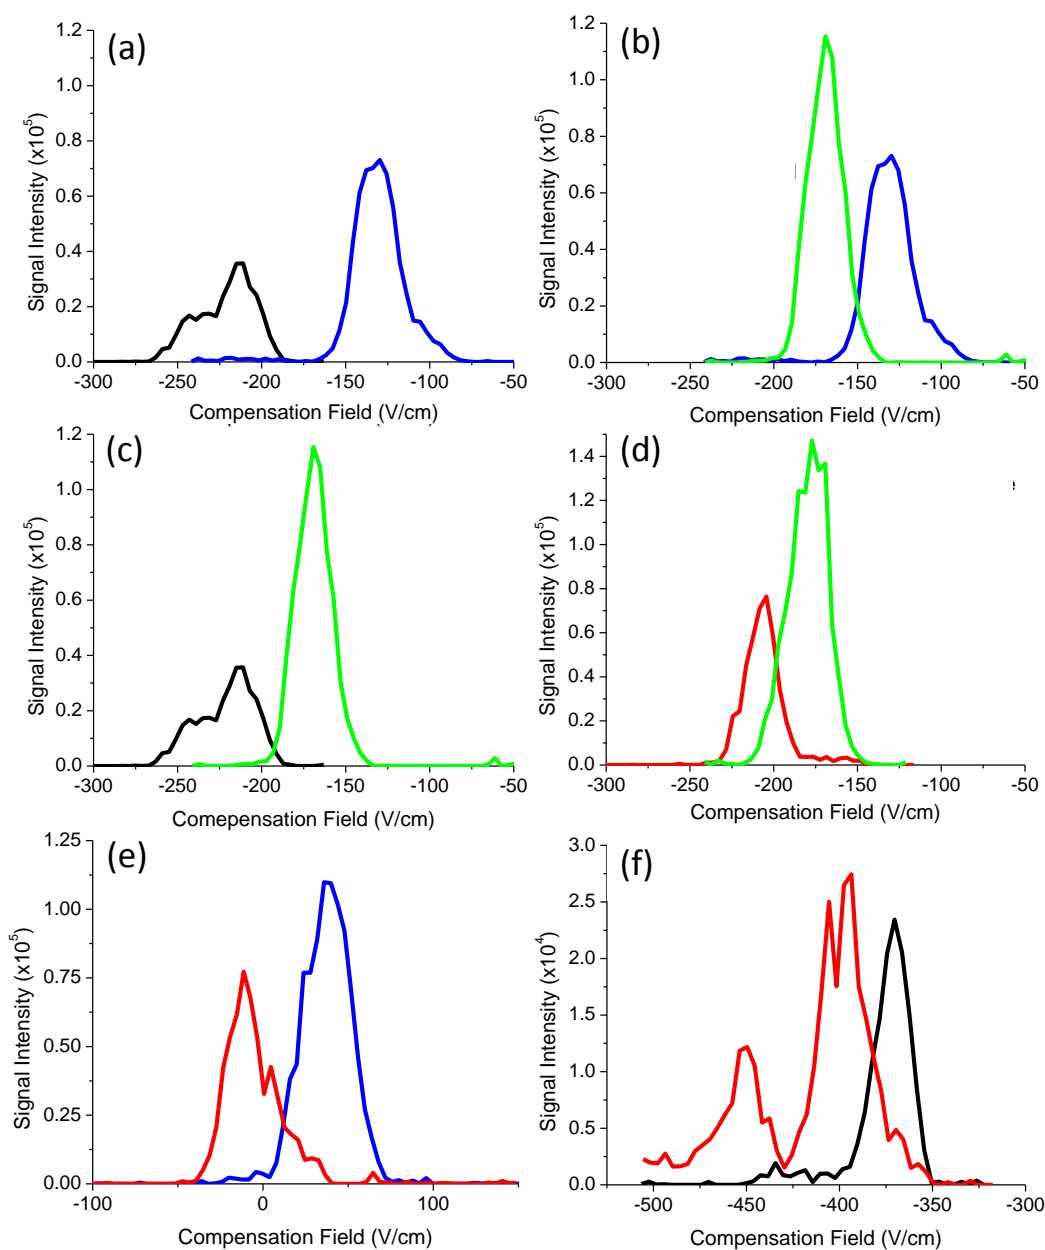 (a)
1.2
1.0
0.8
0.6
0.4
0.2
0.0
Signal Intensity (x10⁵)
-300 -250 -200 -150 -100 -50
Compensation Field (V/cm)
(b)
1.2
1.0
0.8
0.6
0.4
0.2
0.0
Signal Intensity (x10⁵)
-300 -250 -200 -150 -100 -50
Compensation Field (V/cm)
(c)
1.2
1.0
0.8
0.6
0.4
0.2
0.0
Signal Intensity (x10⁵)
-300 -250 -200 -150 -100 -50
Comepensation Field (V/cm)
(d)
1.4
1.2
1.0
0.8
0.6
0.4
0.2
0.0
Signal Intensity (x10⁵)
-300 -250 -200 -150 -100 -50
Compensation Field (V/cm)
(e)
1.25
1.00
0.75
0.50
0.25
0.00
Signal Intensity (x10⁵)
-100 0 100
Compensation Field (V/cm)
(f)
3.0
2.5
2.0
1.5
1.0
0.5
0.0
Signal Intensity (x10⁴)
-500 -450 -400 -350 -300
Compensation Field (V/cm)